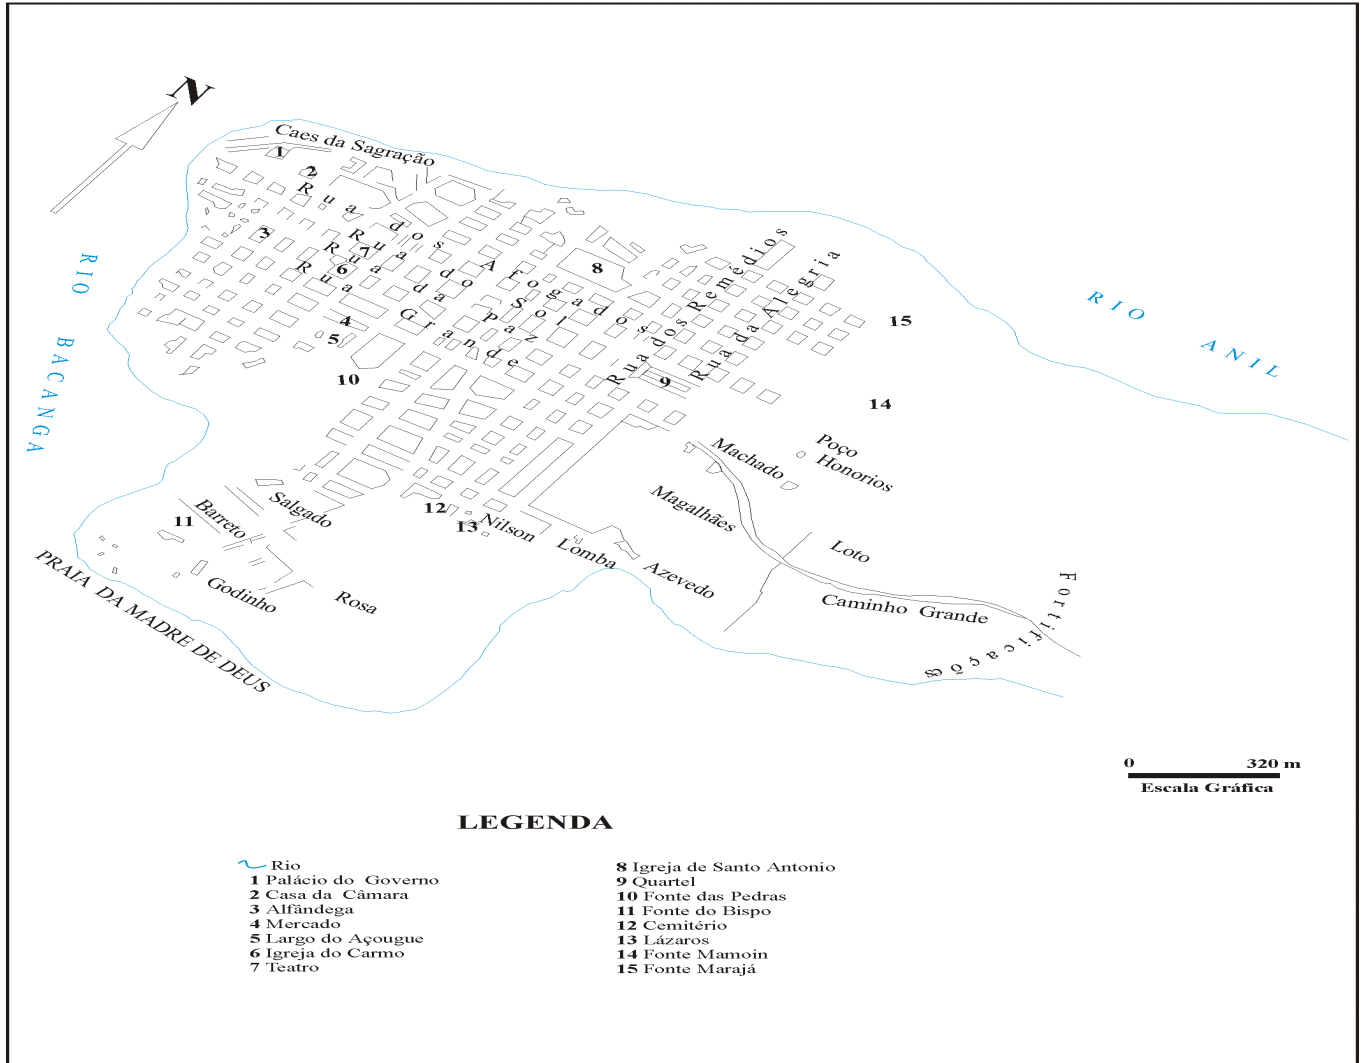 N
Caes da Sagração
1
2
Rua dos Afogados
3
Rua do Sol
7
Rua da Paz
6
Rua Grande
8
Rua dos Remédios
Rua da Alegria
RIO BACANGA
RIO ANIL
4
5
15
9
10
14
Machado
Poço
Honorios
Magalhães
Salgado
Barreto
11
12
13
Nilson
Lomba
Azevedo
Loto
Godinho
Rosa
Caminho Grande
Fortificações
PRAIA DA MADRE DE DEUS
0 320 m
Escala Gráfica
LEGENDA
Rio
1 Palácio do Governo
2 Casa da Câmara
3 Alfândega
4 Mercado
5 Largo do Açougue
6 Igreja do Carmo
7 Teatro
8 Igreja de Santo Antonio
9 Quartel
10 Fonte das Pedras
11 Fonte do Bispo
12 Cemitério
13 Lázaros
14 Fonte Mamoin
15 Fonte Marajá